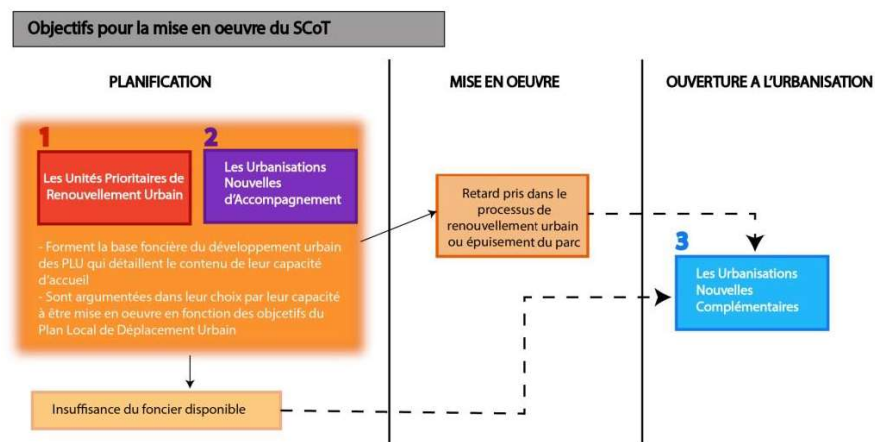 Objectifs pour la mise en oeuvre du SCoT
PLANIFICATION
MISE EN OEUVRE
OUVERTURE A L'URBANISATION
1
Les Unités Prioritaires de
Renouvellement Urbain
2
Les Urbanisations
Nouvelles
d'Accompagnement
- Forment la base foncière du développement urbain
des PLU qui détaillent le contenu de leur capacité
d'accueil
- Sont argumentées dans leur choix par leur capacité
à être mise en oeuvre en fonction des objcetifs du
Plan Local de Déplacement Urbain
Insuffisance du foncier disponible
Retard pris dans le
processus de
renouvellement urbain
ou épuisement du parc
3
Les Urbanisations
Nouvelles
Complémentaires